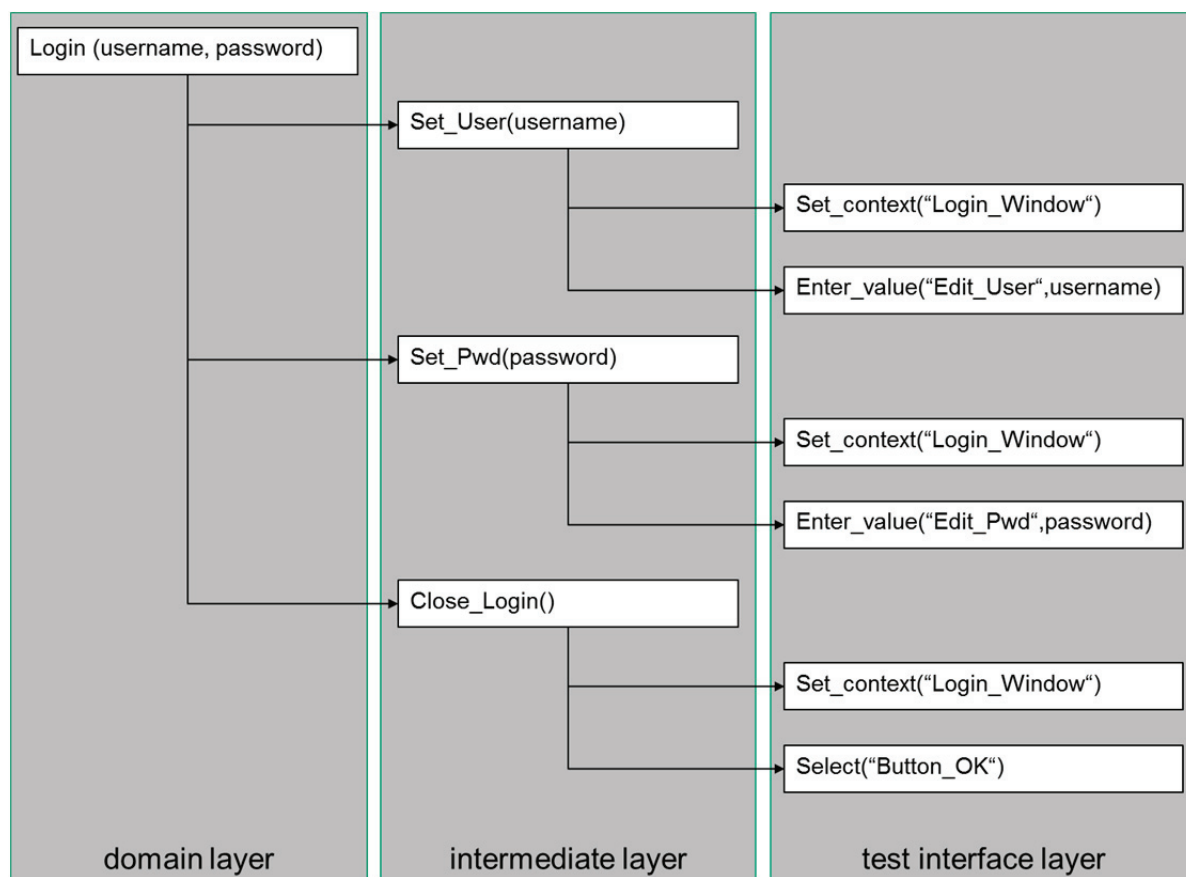 Login (username, password)
Set_User(username)
Set_context(“Login_Window“)
Enter_value(“Edit_User“,username)
Set_Pwd(password)
Set_context(“Login_Window“)
Enter_value(“Edit_Pwd“,password)
Close_Login()
Set_context(“Login_Window“)
Select(“Button_OK“)
domain layer
intermediate layer
test interface layer